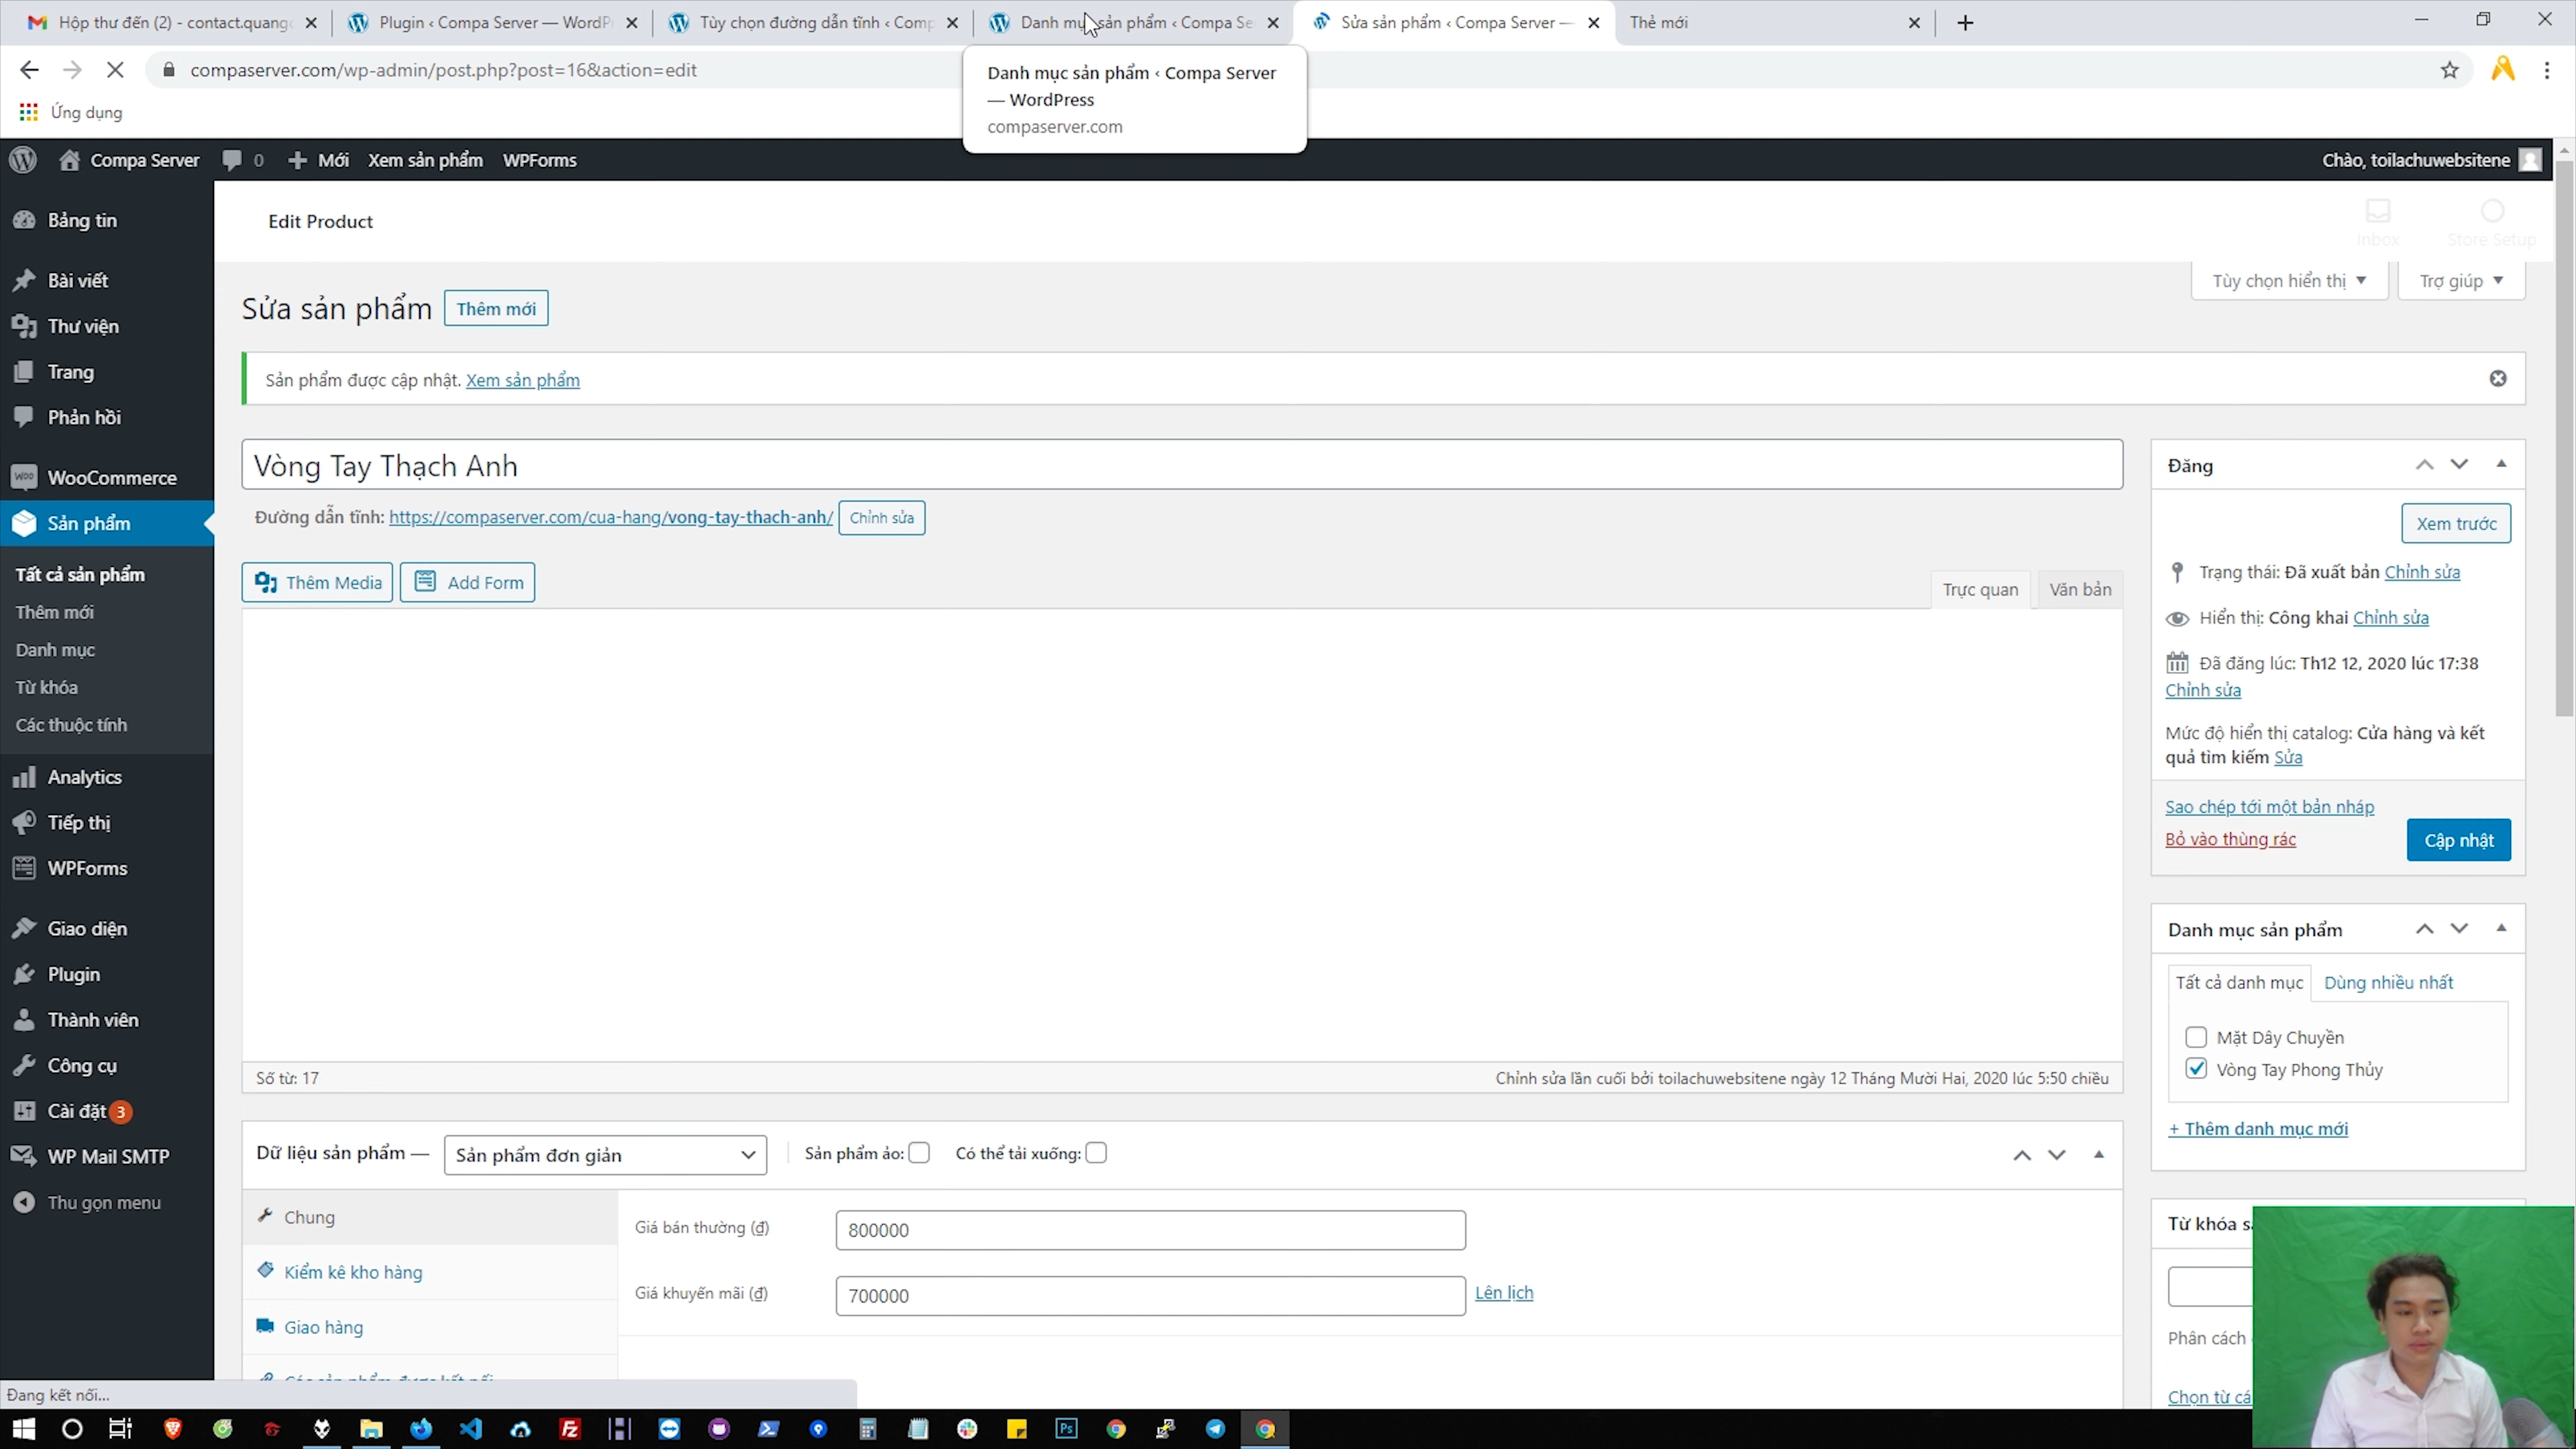 Hộp thư đến (2) - contact.quang
Plugin ‹ Compa Server — WordP
Tùy chọn đường dẫn tĩnh ‹ Comp
Danh mục sản phẩm ‹ Compa Se
Sửa sản phẩm ‹ Compa Server —
Thẻ mới
compaserver.com/wp-admin/post.php?post=16&action=edit
Danh mục sản phẩm ‹ Compa Server
— WordPress
compaserver.com
Ứng dụng
Compa Server
0
Mới
Xem sản phẩm
WPForms
Chào, toilachuwebsitene
Bảng tin
Bài viết
Thư viện
Trang
Phản hồi
WooCommerce
Sản phẩm
Tất cả sản phẩm
Thêm mới
Danh mục
Từ khóa
Các thuộc tính
Analytics
Tiếp thị
WPForms
Giao diện
Plugin
Thành viên
Công cụ
Cài đặt 3
WP Mail SMTP
Thu gọn menu
Edit Product
Inbox
Store Setup
Tùy chọn hiển thị
Trợ giúp
Sửa sản phẩm
Thêm mới
Sản phẩm được cập nhật. Xem sản phẩm
Vòng Tay Thạch Anh
Đường dẫn tĩnh: https://compaserver.com/cua-hang/vong-tay-thach-anh/
Chỉnh sửa
Thêm Media
Add Form
Trực quan
Văn bản
Số từ: 17
Chỉnh sửa lần cuối bởi toilachuwebsitene ngày 12 Tháng Mười Hai, 2020 lúc 5:50 chiều
Dữ liệu sản phẩm —
Sản phẩm đơn giản
Sản phẩm ảo:
Có thể tải xuống:
Chung
Kiểm kê kho hàng
Giao hàng
Các sản phẩm được kết nối
Giá bán thường (₫)
800000
Giá khuyến mãi (₫)
700000
Lên lịch
Đăng
Xem trước
Trạng thái: Đã xuất bản Chỉnh sửa
Hiển thị: Công khai Chỉnh sửa
Đã đăng lúc: Th12 12, 2020 lúc 17:38
Chỉnh sửa
Mức độ hiển thị catalog: Cửa hàng và kết
quả tìm kiếm Sửa
Sao chép tới một bản nháp
Bỏ vào thùng rác
Cập nhật
Danh mục sản phẩm
Tất cả danh mục
Dùng nhiều nhất
Mặt Dây Chuyền
Vòng Tay Phong Thủy
+ Thêm danh mục mới
Từ khóa s
Phân cách
Chọn từ cá
Đang kết nối...